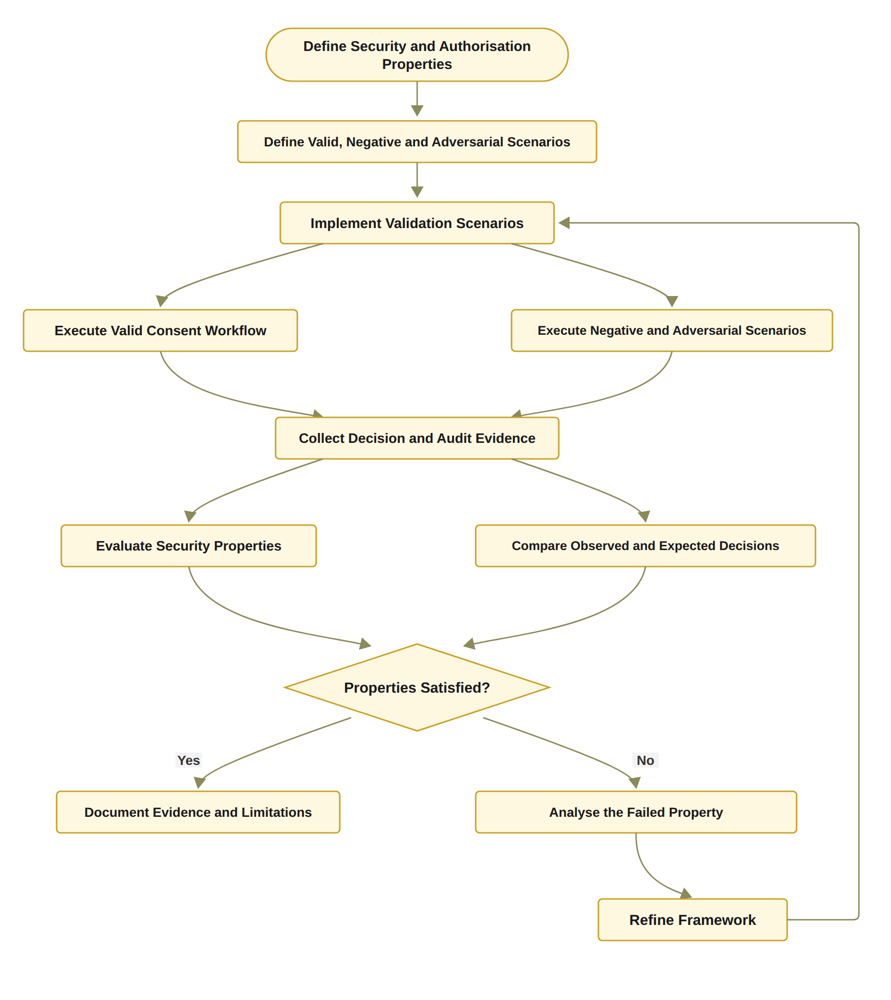 Define Security and Authorisation
Properties
Define Valid, Negative and Adversarial Scenarios
Implement Validation Scenarios
Execute Valid Consent Workflow
Execute Negative and Adversarial Scenarios
Collect Decision and Audit Evidence
Evaluate Security Properties
Compare Observed and Expected Decisions
Properties Satisfied?
Yes
No
Document Evidence and Limitations
Analyse the Failed Property
Refine Framework